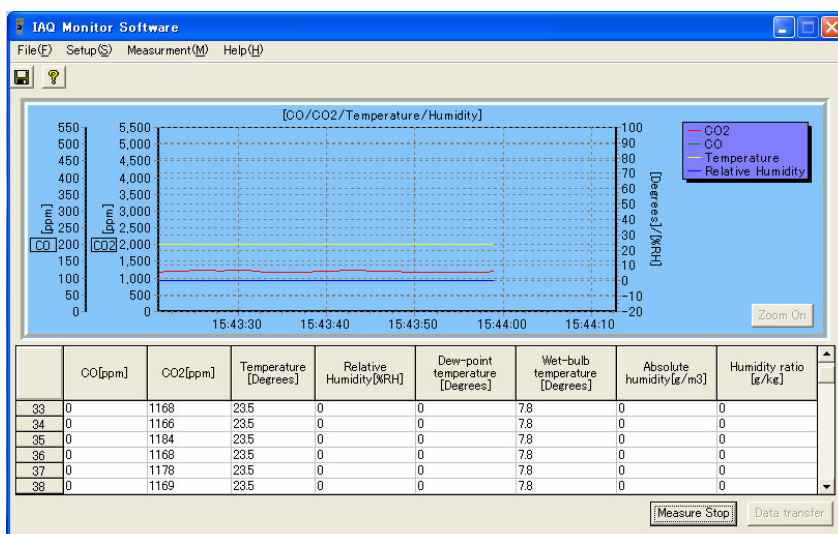 IAQ Monitor Software
File(F) Setup(S) Measurment(M) Help(H)
[CO/CO2/Temperature/Humidity]
550 5,500 100
500 5,000 90
450 4,500 80
400 4,000 70
350 3,500 60
300 3,000 50
250 2,500 40
200 2,000 30
150 1,500 20
100 1,000 10
50 500 0
0 0 -10
-20
CO [ppm]
CO2 [ppm]
[Degrees]/[%RH]
15:43:30 15:43:40 15:43:50 15:44:00 15:44:10
CO2
CO
Temperature
Relative Humidity
Zoom On
CO[ppm] CO2[ppm] Temperature [Degrees] Relative Humidity[%RH] Dew-point temperature [Degrees] Wet-bulb temperature [Degrees] Absolute humidity[g/m3] Humidity ratio [g/kg]
33 0 1168 23.5 0 0 7.8 0 0
34 0 1166 23.5 0 0 7.8 0 0
35 0 1184 23.5 0 0 7.8 0 0
36 0 1168 23.5 0 0 7.8 0 0
37 0 1178 23.5 0 0 7.8 0 0
38 0 1169 23.5 0 0 7.8 0 0
Measure Stop Data transfer